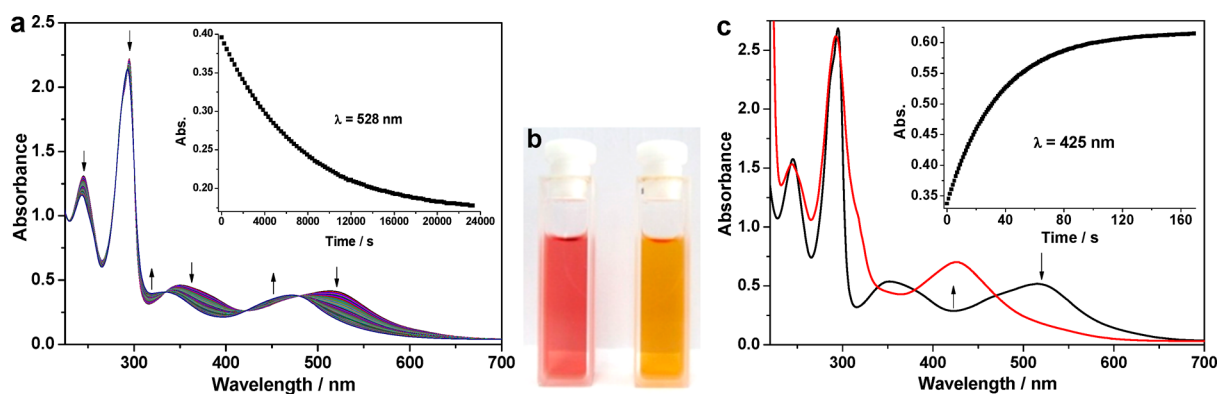 a
2.5
2.0
1.5
1.0
0.5
0.0
Absorbance
300 400 500 600 700
Wavelength / nm
0.40
0.30
0.20
Abs.
λ = 528 nm
0 4000 8000 12000 16000 20000 24000
Time / s
b
c
2.5
2.0
1.5
1.0
0.5
0.0
Absorbance
300 400 500 600 700
Wavelength / nm
0.60
0.55
0.50
0.45
0.40
0.35
0.30
Abs.
λ = 425 nm
0 40 80 120 160
Time / s